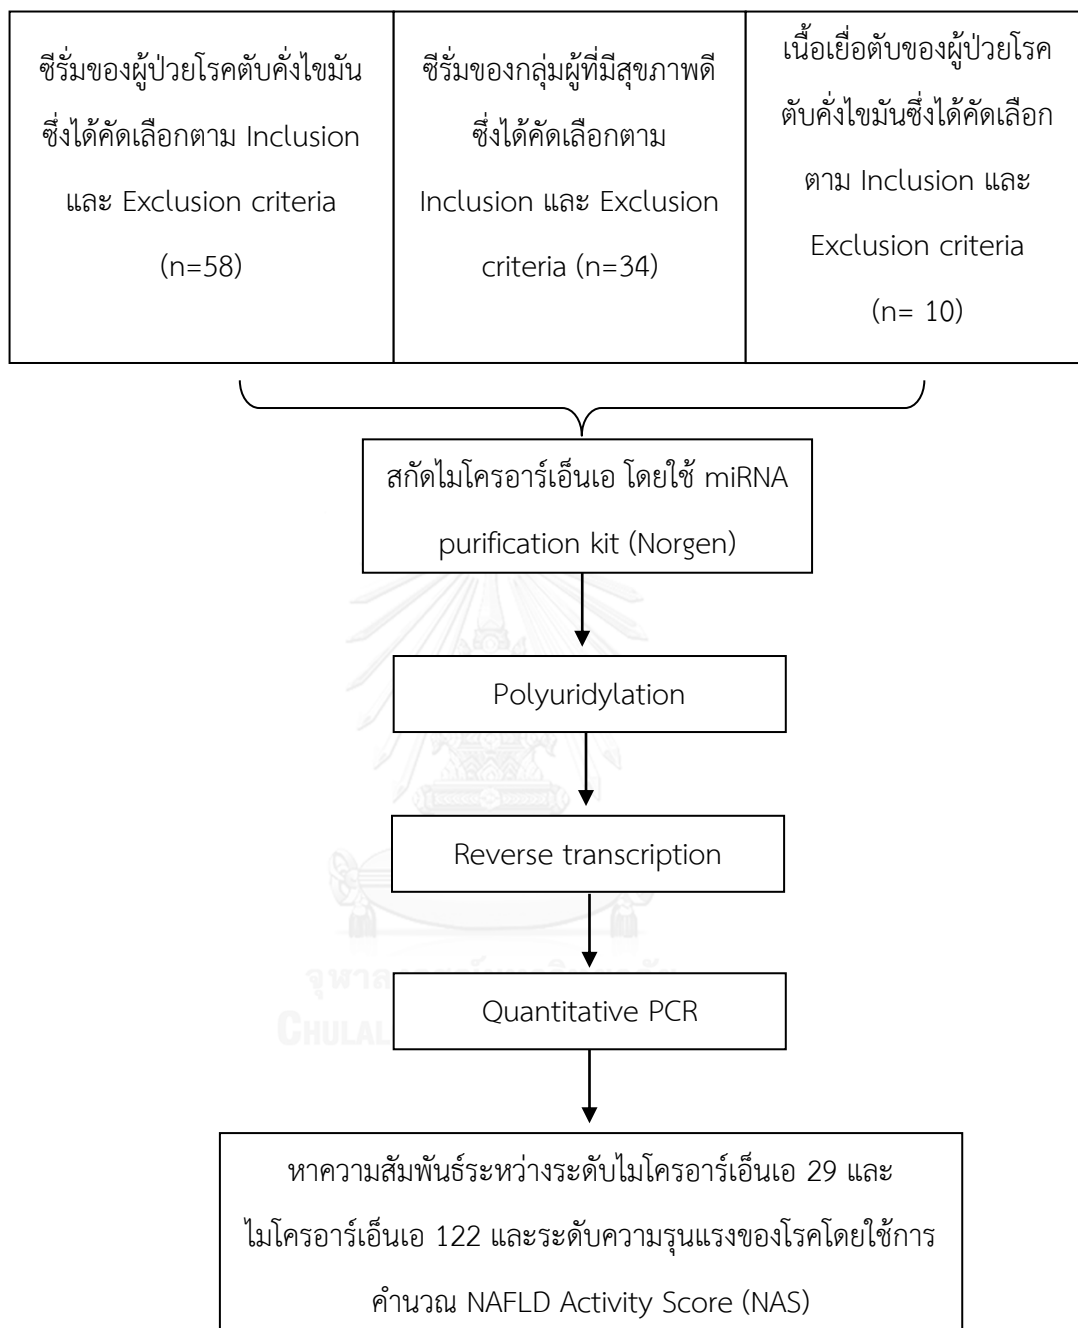 ซีรั่มของผู้ป่วยโรคตับคั่งไขมัน
ซึ่งได้คัดเลือกตาม Inclusion
และ Exclusion criteria
(n=58)
ซีรั่มของกลุ่มผู้ที่มีสุขภาพดี
ซึ่งได้คัดเลือกตาม
Inclusion และ Exclusion
criteria (n=34)
เนื้อเยื่อตับของผู้ป่วยโรค
ตับคั่งไขมันซึ่งได้คัดเลือก
ตาม Inclusion และ
Exclusion criteria
(n= 10)
สกัดไมโครอาร์เอ็นเอ โดยใช้ miRNA
purification kit (Norgen)
Polyuridylation
Reverse transcription
จุฬาล
CHULAL
Quantitative PCR
หาความสัมพันธ์ระหว่างระดับไมโครอาร์เอ็นเอ 29 และ
ไมโครอาร์เอ็นเอ 122 และระดับความรุนแรงของโรคโดยใช้การ
คำนวณ NAFLD Activity Score (NAS)